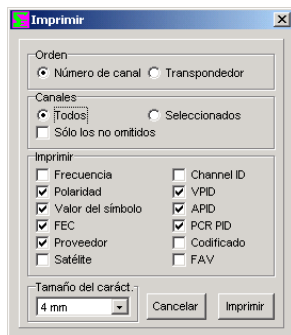 Imprimir
Orden
Número de canal Transpondedor
Canales
Todos Seleccionados
Sólo los no omitidos
Imprimir
Frecuencia Channel ID
Polaridad VPID
Valor del símbolo APID
FEC PCR PID
Proveedor Codificado
Satélite FAV
Tamaño del caráct.
4 mm Cancelar Imprimir